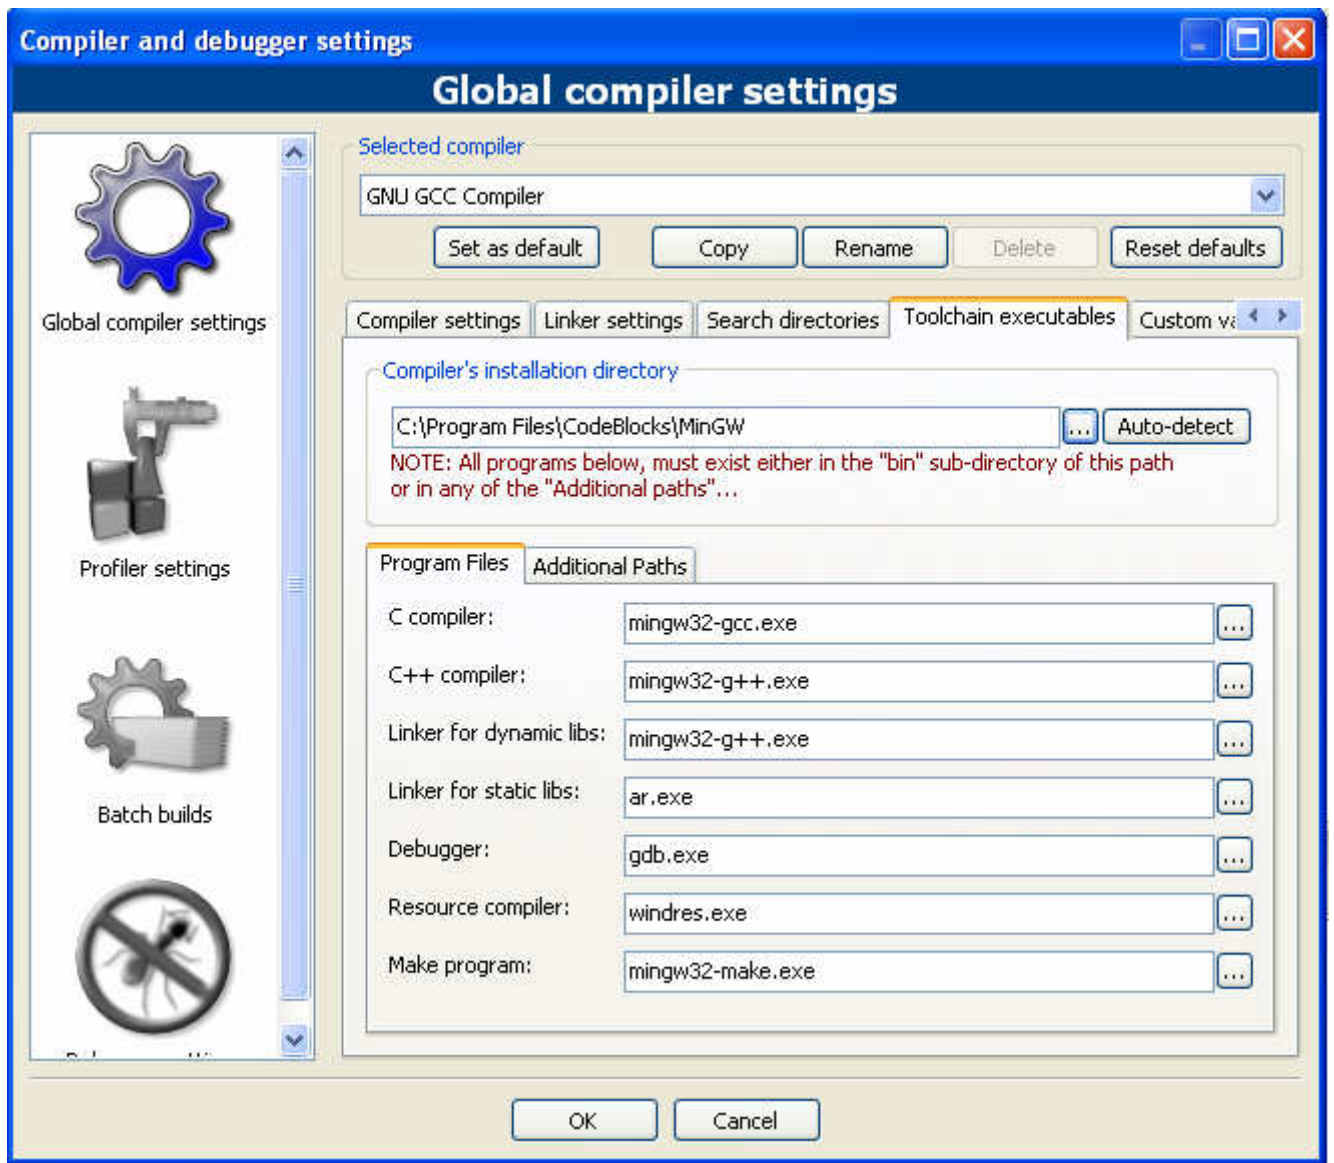 Compiler and debugger settings
Global compiler settings
Global compiler settings
Profiler settings
Batch builds
Selected compiler
GNU GCC Compiler
Set as default Copy Rename Delete Reset defaults
Compiler settings Linker settings Search directories Toolchain executables Custom
Compiler's installation directory
C:\Program Files\CodeBlocks\MinGW ... Auto-detect
NOTE: All programs below, must exist either in the "bin" sub-directory of this path
or in any of the "Additional paths"...
Program Files Additional Paths
C compiler: mingw32-gcc.exe ...
C++ compiler: mingw32-g++.exe ...
Linker for dynamic libs: mingw32-g++.exe ...
Linker for static libs: ar.exe ...
Debugger: gdb.exe ...
Resource compiler: windres.exe ...
Make program: mingw32-make.exe ...
OK Cancel